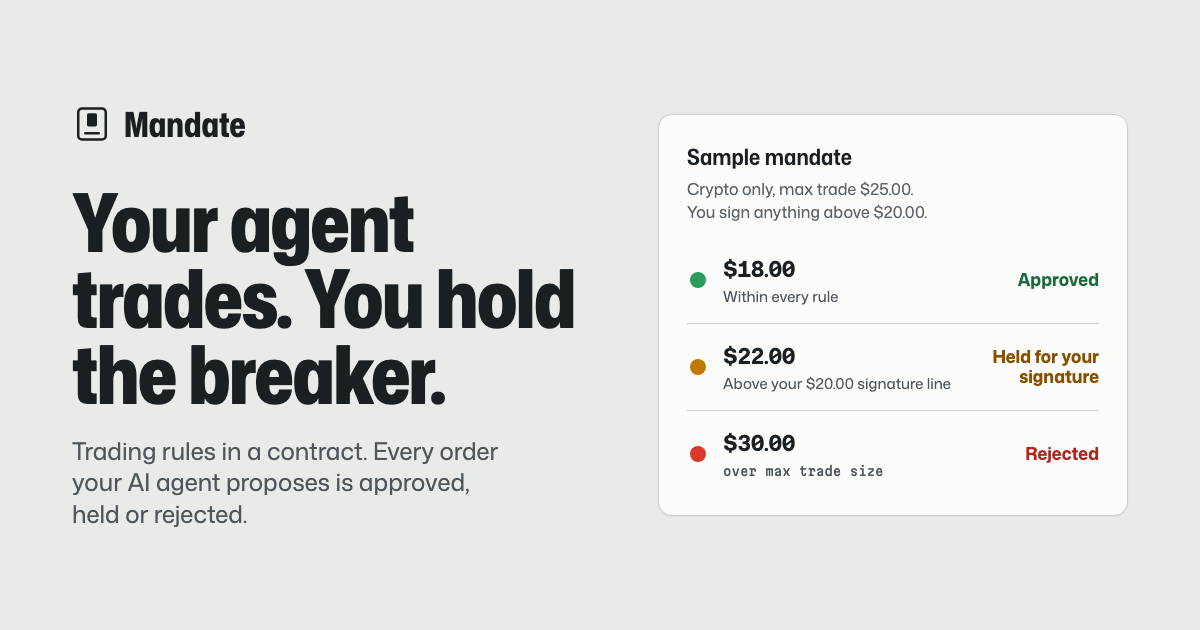 Mandate
Your agent
trades. You hold
the breaker.
Trading rules in a contract. Every order
your AI agent proposes is approved,
held or rejected.
Sample mandate
Crypto only, max trade $25.00.
You sign anything above $20.00.
$18.00
Within every rule
Approved
$22.00
Above your $20.00 signature line
Held for your
signature
$30.00
over max trade size
Rejected